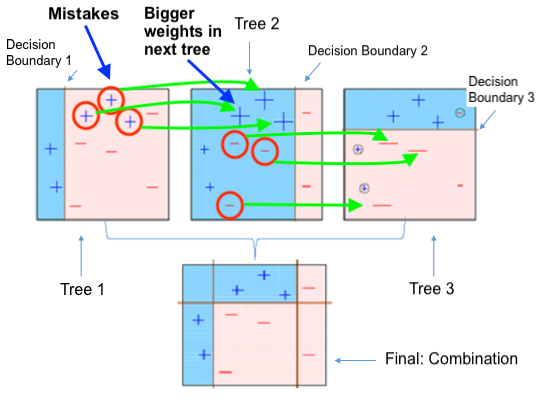 Mistakes
Bigger
weights in
next tree
Tree 2
Decision
Boundary 1
Decision Boundary 2
Decision
Boundary 3
Tree 1
Tree 3
Final: Combination